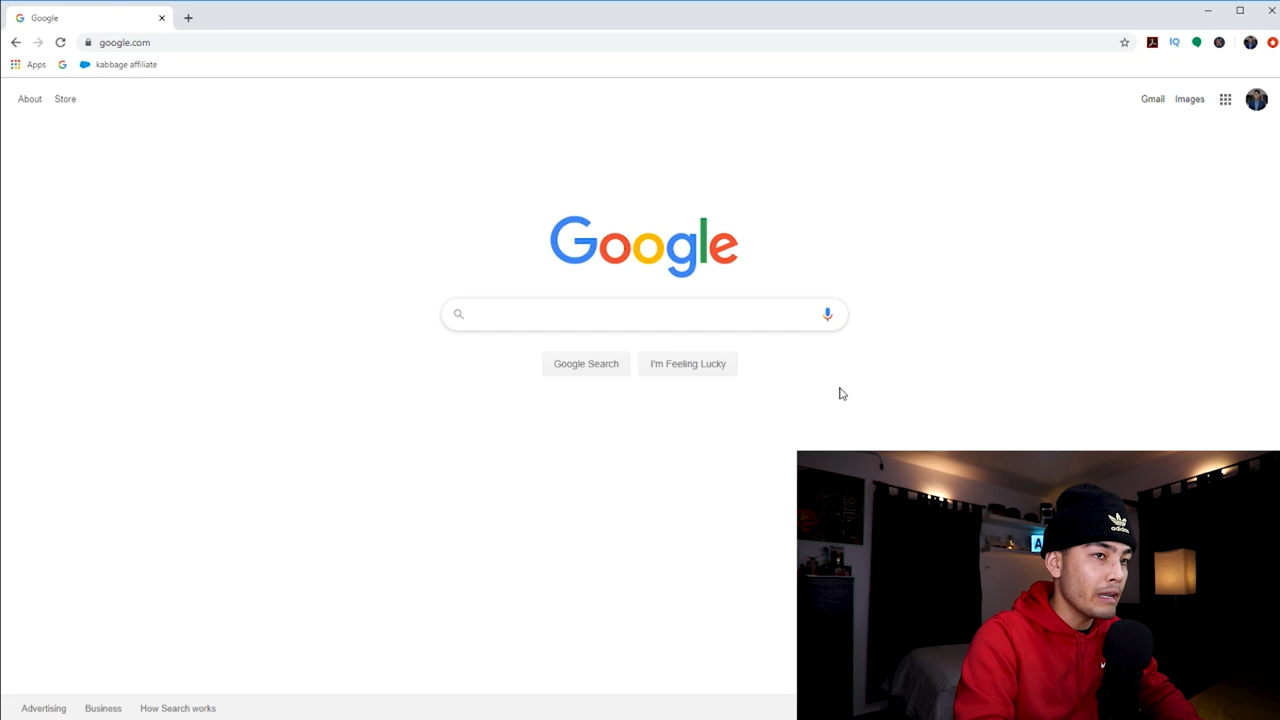 Google
google.com
Apps kabbage affiliate
About Store Gmail Images
Google
Google Search I'm Feeling Lucky
adidas
Advertising Business How Search works